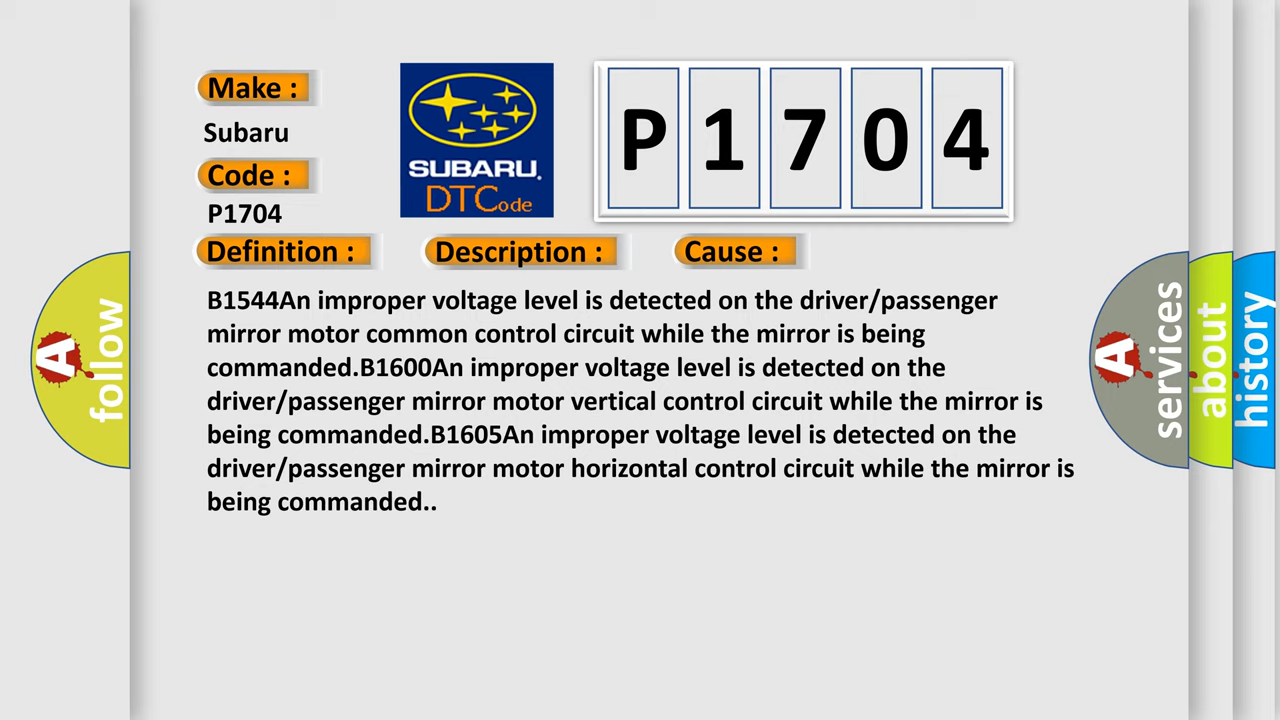 Make :
Subaru
Code :
P1704
SUBARU
DTCode
P1704
Definition :
Description :
Cause :
B1544An improper voltage level is detected on the driver/passenger
mirror motor common control circuit while the mirror is being
commanded.B1600An improper voltage level is detected on the
driver/passenger mirror motor vertical control circuit while the mirror is
being commanded.B1605An improper voltage level is detected on the
driver/passenger mirror motor horizontal control circuit while the mirror is
being commanded..
A
follow
A
services
about
history